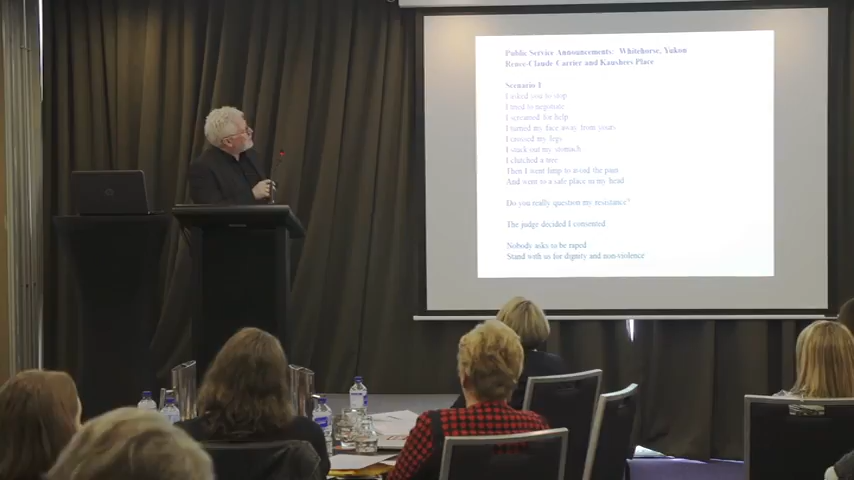 Public Service Announcements: Whitehorse, Yukon
Renee-Claude Carrier and Kaushees Place
Scenario 1
I asked you to stop
I tried to negotiate
I screamed for help
I turned my face away from yours
I crossed my legs
I stuck out my stomach
I clutched a tree
Then I went limp to avoid the pain
And went to a safe place in my head
Do you really question my resistance?
The judge decided I consented
Nobody asks to be raped
Stand with us for dignity and non-violence